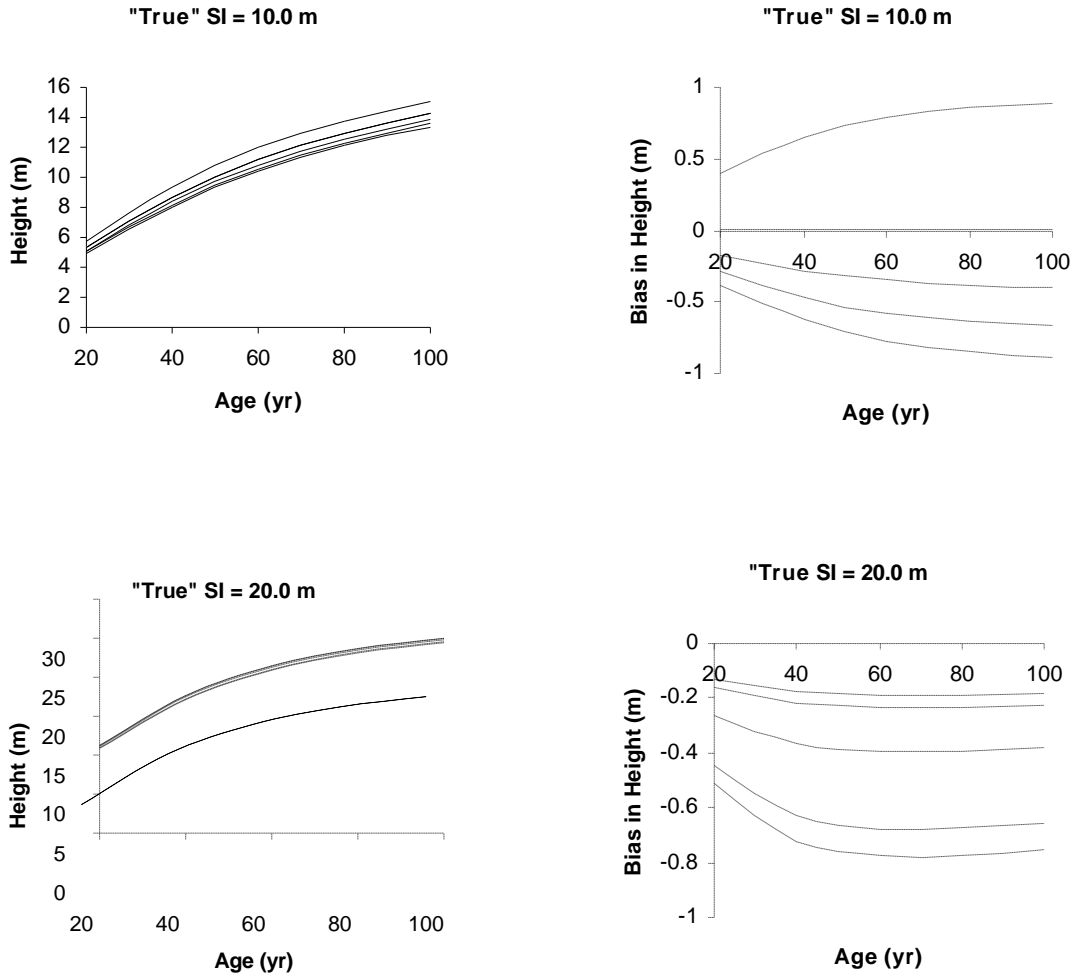 "True" SI = 10.0 m
16
14
12
10
8
6
4
2
0
Height (m)
20 40 60 80 100
Age (yr)
"True" SI = 10.0 m
1
0.5
0
-0.5
-1
Bias in Height (m)
20 40 60 80 100
Age (yr)
"True" SI = 20.0 m
30
25
20
15
10
5
0
Height (m)
20 40 60 80 100
Age (yr)
"True SI = 20.0 m
0
-0.2
-0.4
-0.6
-0.8
-1
Bias in Height (m)
20 40 60 80 100
Age (yr)